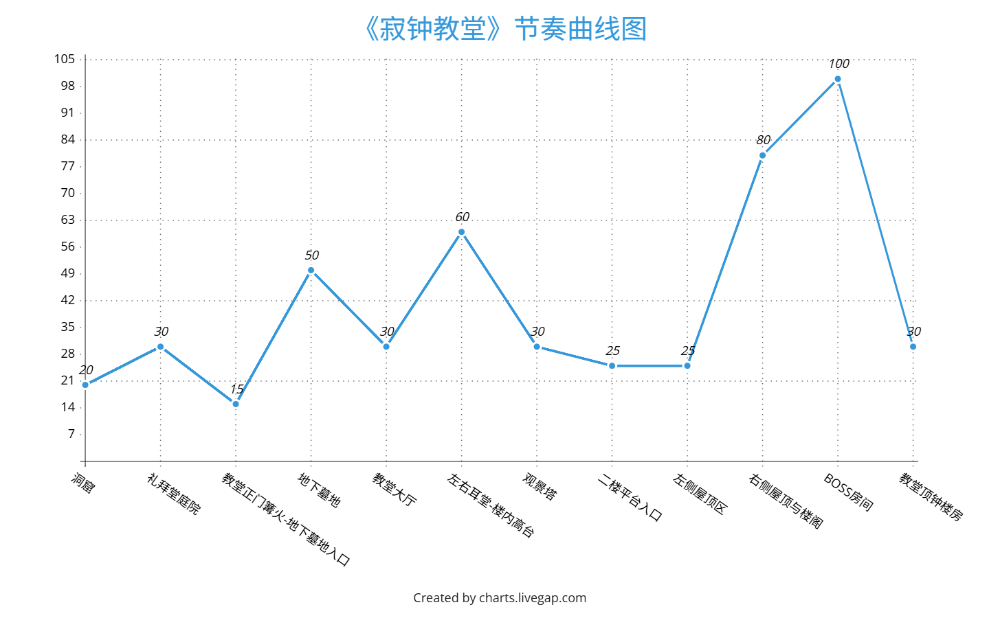 《寂钟教堂》节奏曲线图
105
98
91
84
77
70
63
56
49
42
35
28
21
14
7
20
30
15
50
30
60
30
25
25
80
100
30
洞窟
礼拜堂庭院
教堂正门篝火-地下墓地入口
地下墓地
教堂大厅
左右耳堂-楼内高台
观景塔
二楼平台入口
左侧屋顶区
右侧屋顶与楼阁
BOSS房间
教堂顶钟楼房
Created by charts.livegap.com